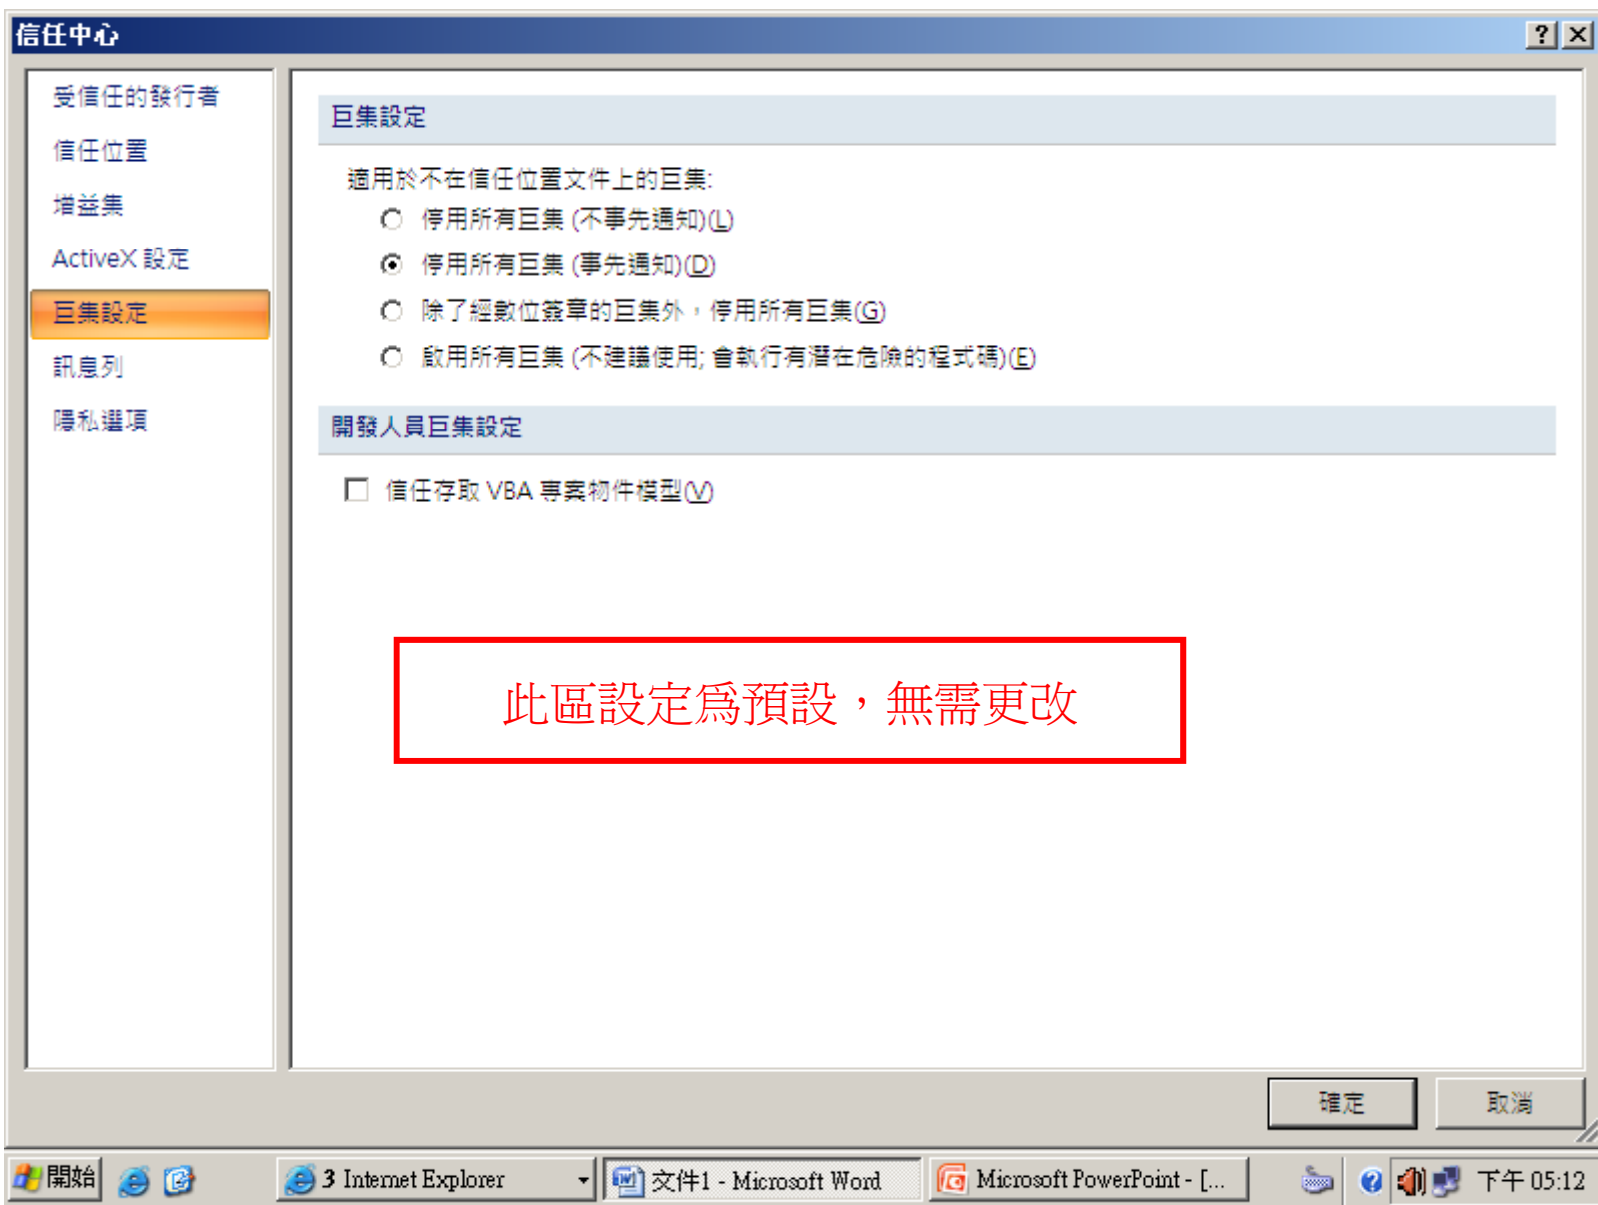 信任中心
受信任的發行者
信任位置
增益集
ActiveX 設定
巨集設定
訊息列
隱私選項
巨集設定
適用於不在信任位置文件上的巨集:
停用所有巨集 (不事先通知)(L)
停用所有巨集 (事先通知)(D)
除了經數位簽章的巨集外，停用所有巨集(G)
啟用所有巨集 (不建議使用; 會執行有潛在危險的程式碼)(E)
開發人員巨集設定
信任存取 VBA 專案物件模型(V)
此區設定為預設，無需更改
確定
取消
開始
3 Internet Explorer
文件1 - Microsoft Word
Microsoft PowerPoint - [...
下午 05:12